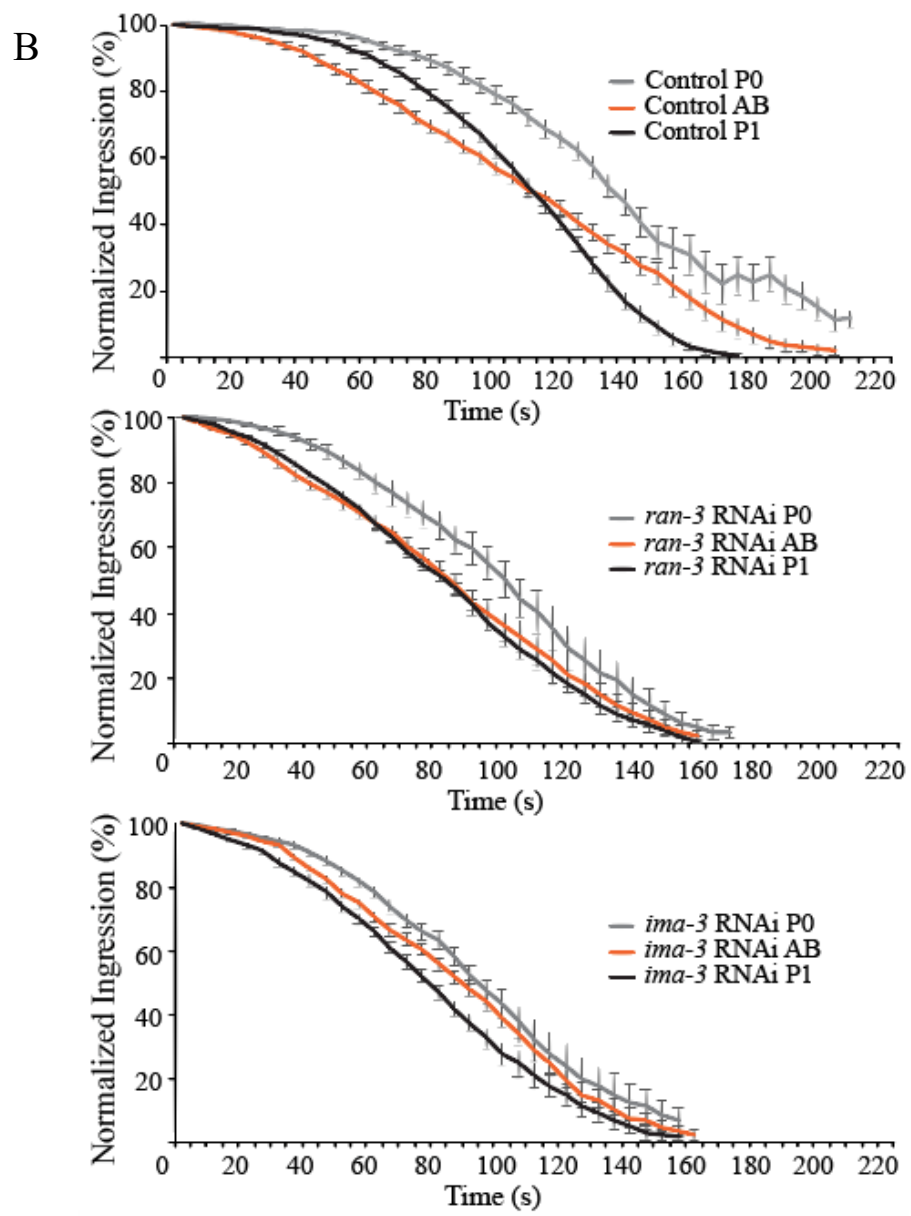 B
Normalized Ingression (%)
100
80
60
40
20
Control P0
Control AB
Control P1
0 20 40 60 80 100 120 140 160 180 200 220
Time (s)
Normalized Ingression (%)
100
80
60
40
20
ran-3 RNAi P0
ran-3 RNAi AB
ran-3 RNAi P1
0 20 40 60 80 100 120 140 160 180 200 220
Time (s)
Normalized Ingression (%)
100
80
60
40
20
ima-3 RNAi P0
ima-3 RNAi AB
ima-3 RNAi P1
0 20 40 60 80 100 120 140 160 180 200 220
Time (s)